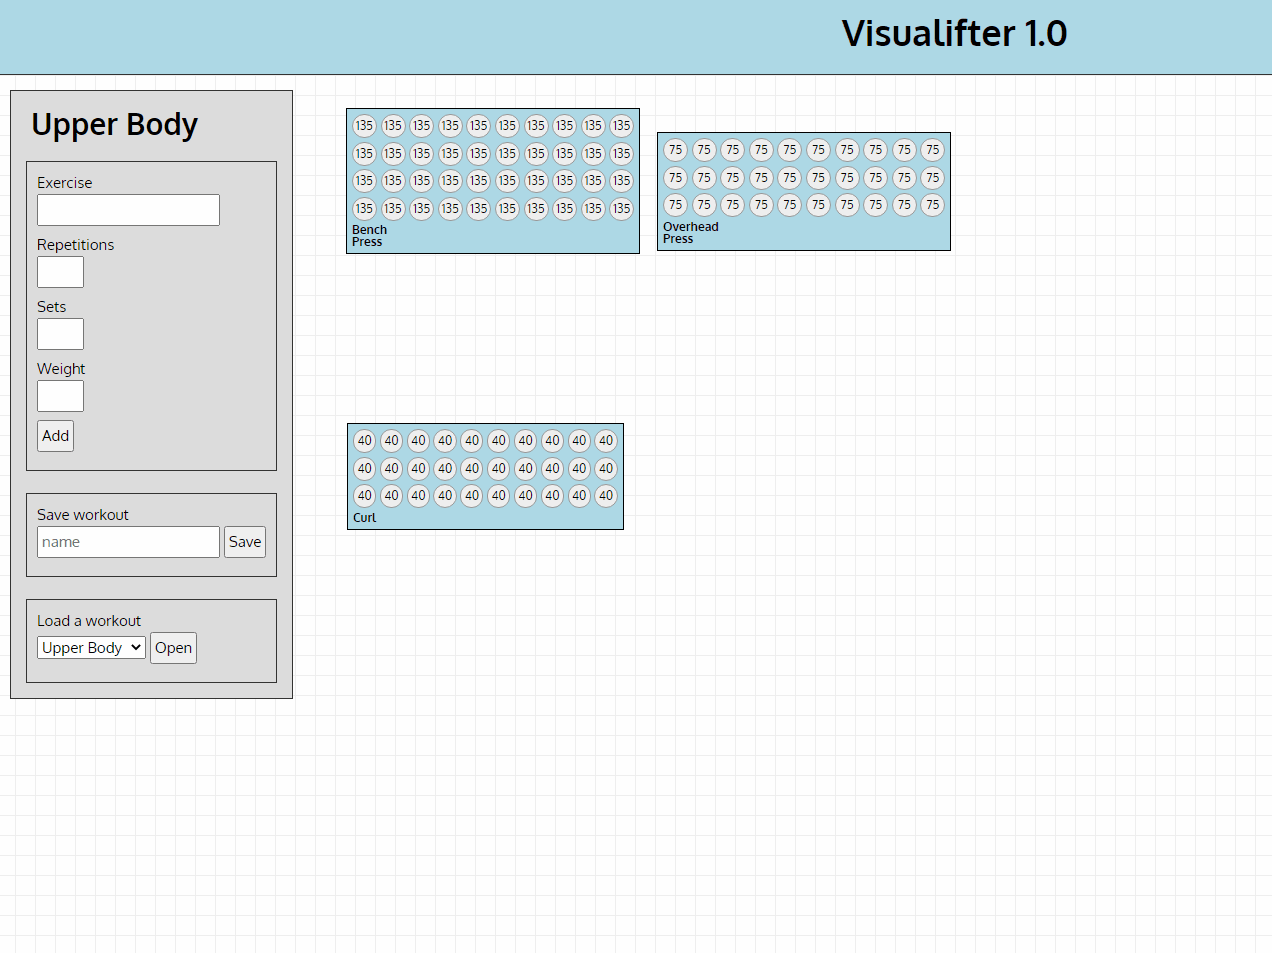 Visualifter 1.0
Upper Body
Exercise
Repetitions
Sets
Weight
Add
Save workout
name Save
Load a workout
Upper Body Open
135 135 135 135 135 135 135 135 135 135
135 135 135 135 135 135 135 135 135 135
135 135 135 135 135 135 135 135 135 135
135 135 135 135 135 135 135 135 135 135
Bench
Press
75 75 75 75 75 75 75 75 75 75
75 75 75 75 75 75 75 75 75 75
75 75 75 75 75 75 75 75 75 75
Overhead
Press
40 40 40 40 40 40 40 40 40 40
40 40 40 40 40 40 40 40 40 40
40 40 40 40 40 40 40 40 40 40
Curl